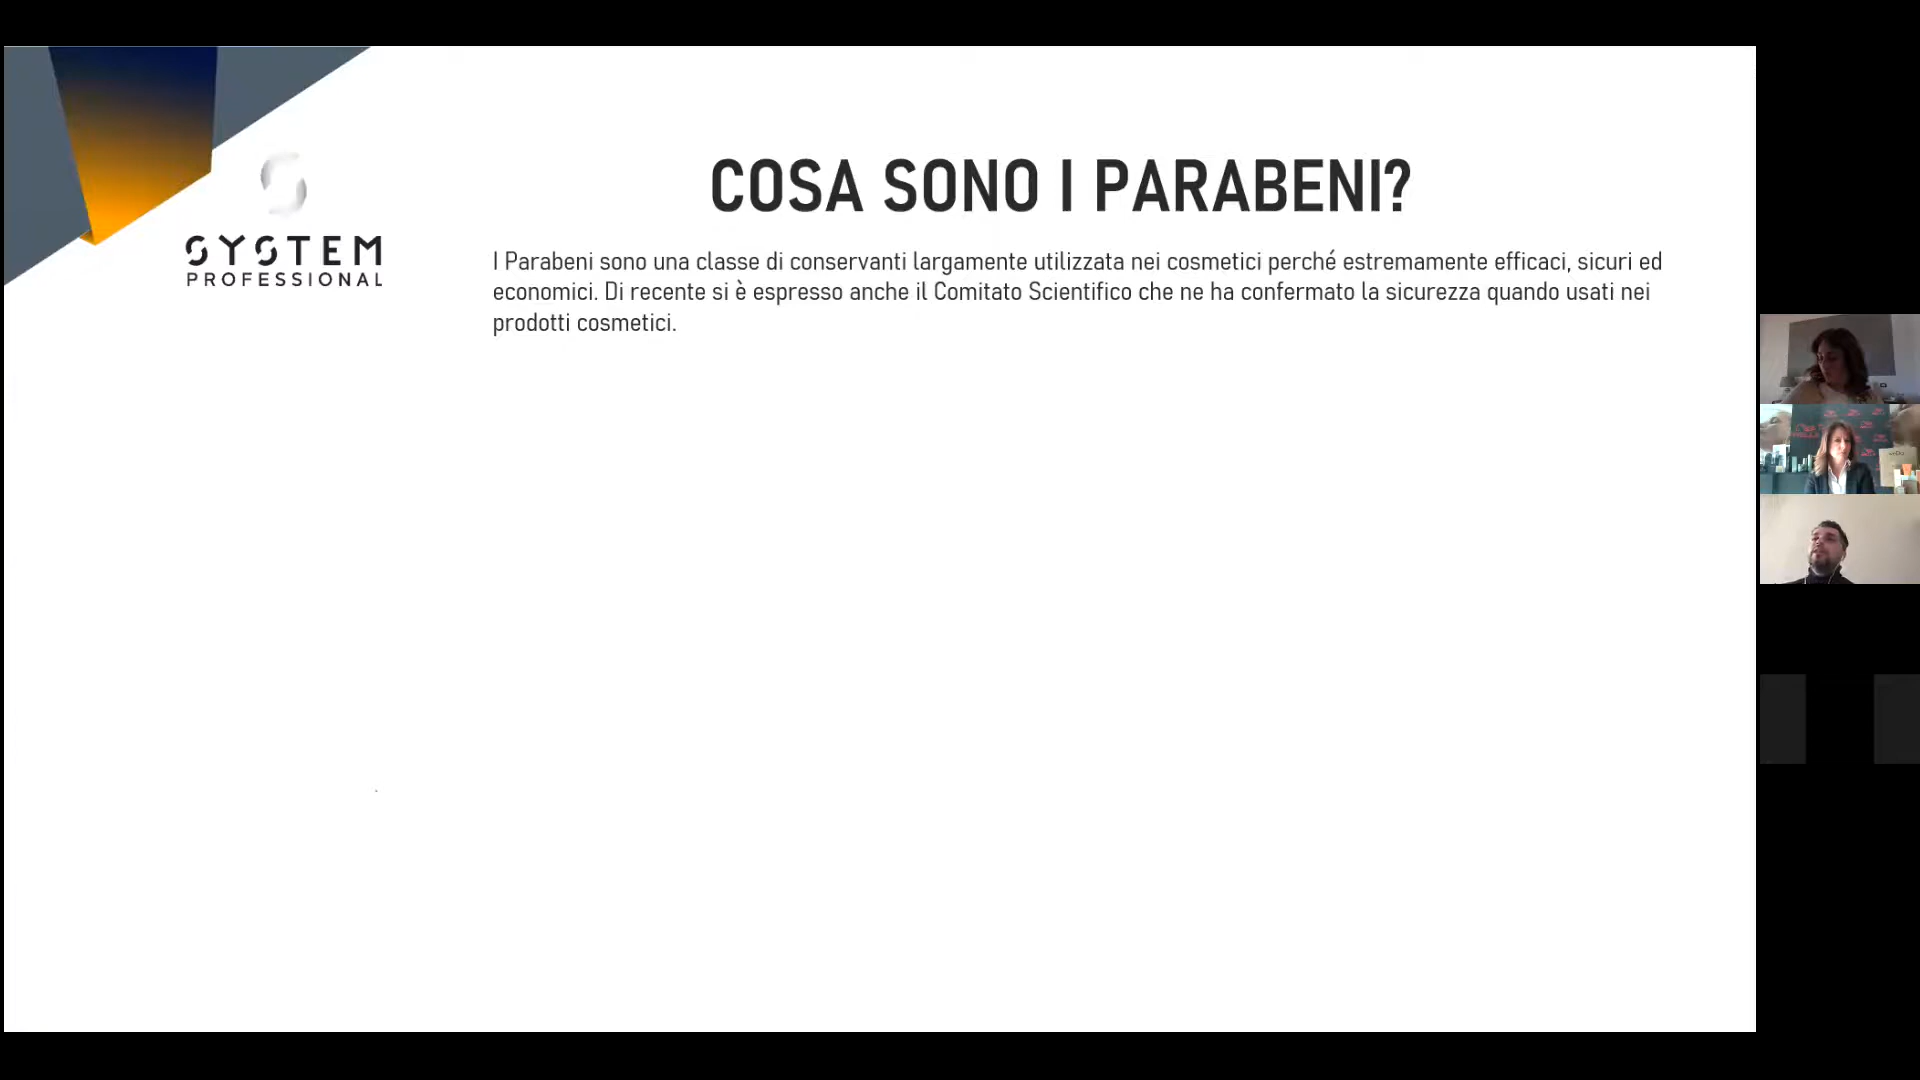 COSA SONO I PARABENI?
SYSTEM
PROFESSIONAL
I Parabeni sono una classe di conservanti largamente utilizzata nei cosmetici perché estremamente efficaci, sicuri ed
economici. Di recente si è espresso anche il Comitato Scientifico che ne ha confermato la sicurezza quando usati nei
prodotti cosmetici.